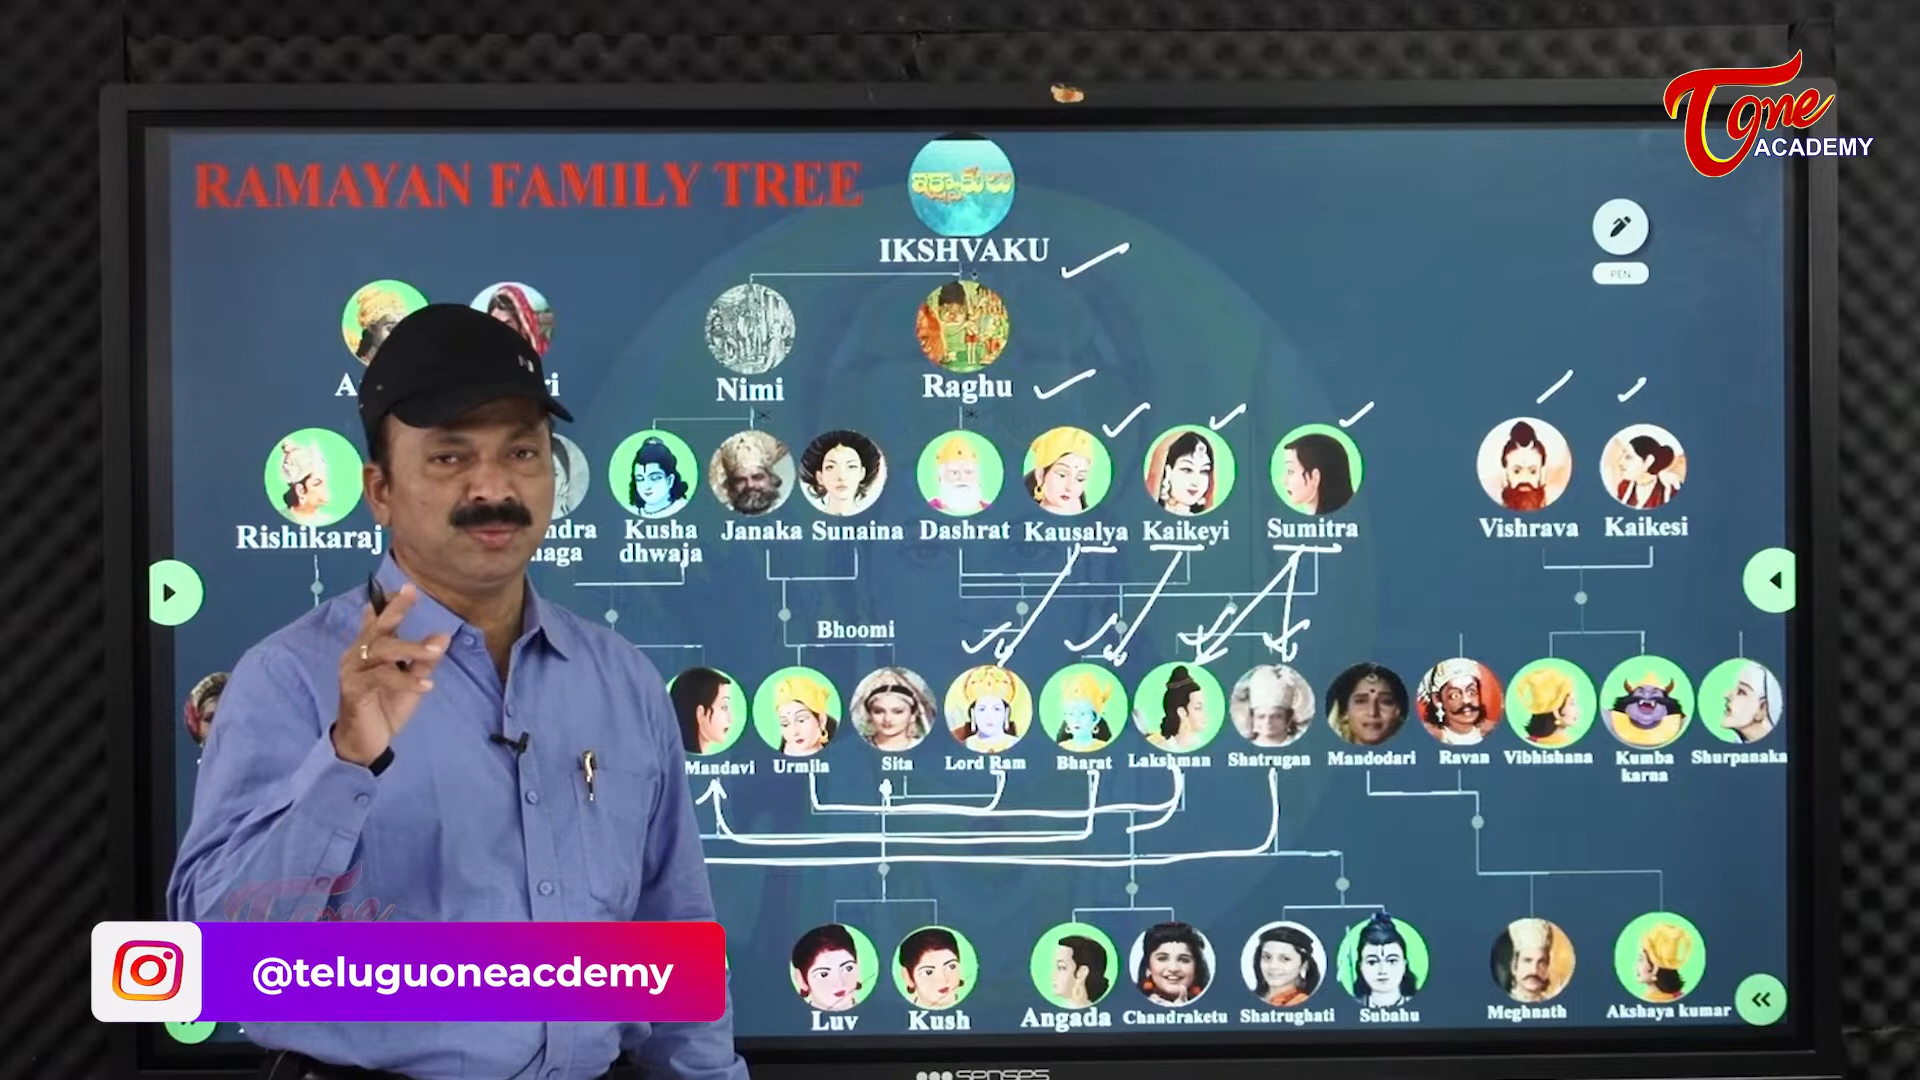 Tone
ACADEMY
RAMAYAN FAMILY TREE
ఇక్ష్వాకులు
IKSHVAKU
PEN
Nimi
Raghu
Rishikaraj
Kusha
dhwaja
Janaka
Sunaina
Dashrat
Kausalya
Kaikeyi
Sumitra
Vishrava
Kaikesi
Bhoomi
Mandavi
Urmila
Sita
Lord Ram
Bharat
Lakshman
Shatrugan
Mandodari
Ravan
Vibhishana
Kumba
karna
Shurpanaka
@teluguoneacdemy
Luv
Kush
Angada
Chandraketu
Shatrughati
Subahu
Meghnath
Akshaya kumar
senses